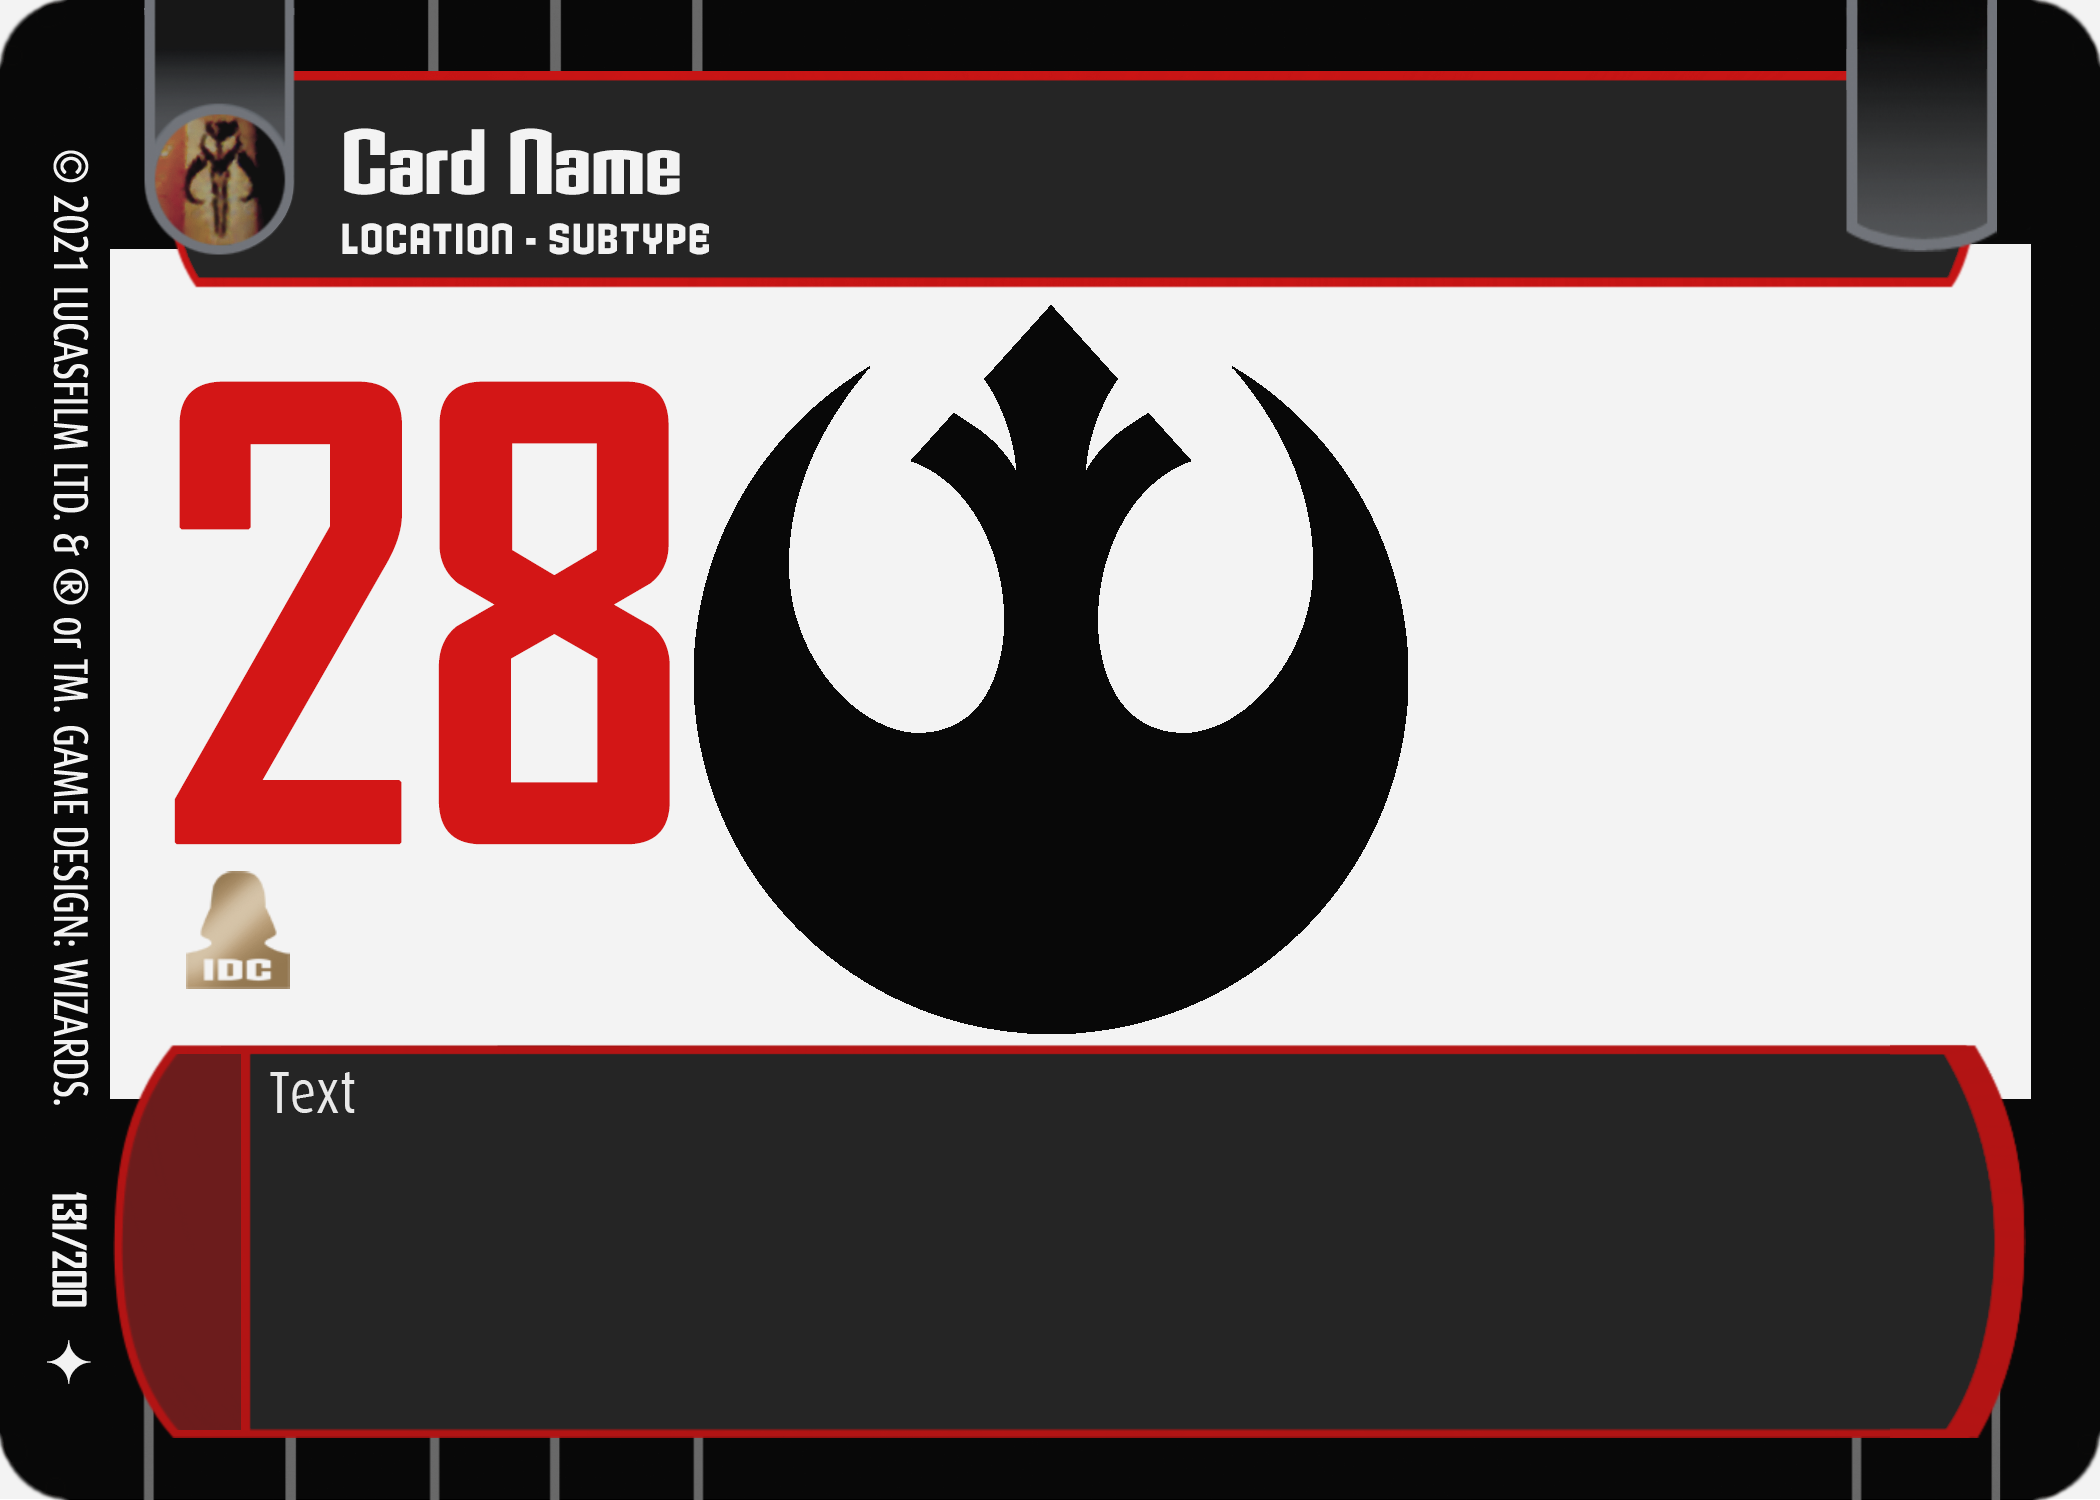 Card Name
LOCATION - SUBTYPE
28
IDC
Text
© 2021 LUCASFILM LTD. & ® or TM. GAME DESIGN: WIZARDS.
131/200